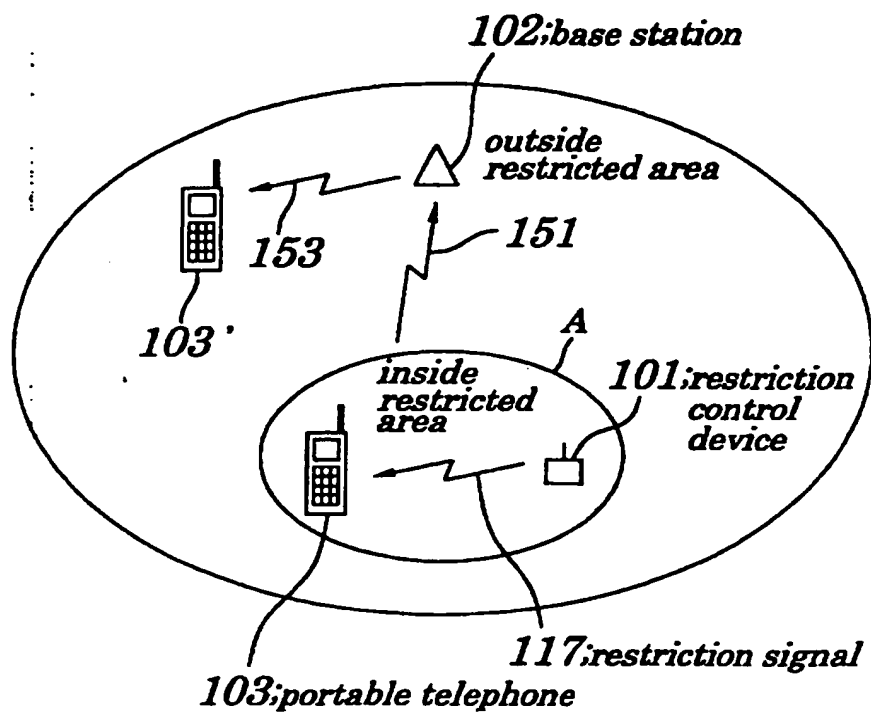 102;base station
outside
restricted area
153
151
103'
A
inside
restricted
area
101;restriction
control
device
117;restriction signal
103;portable telephone